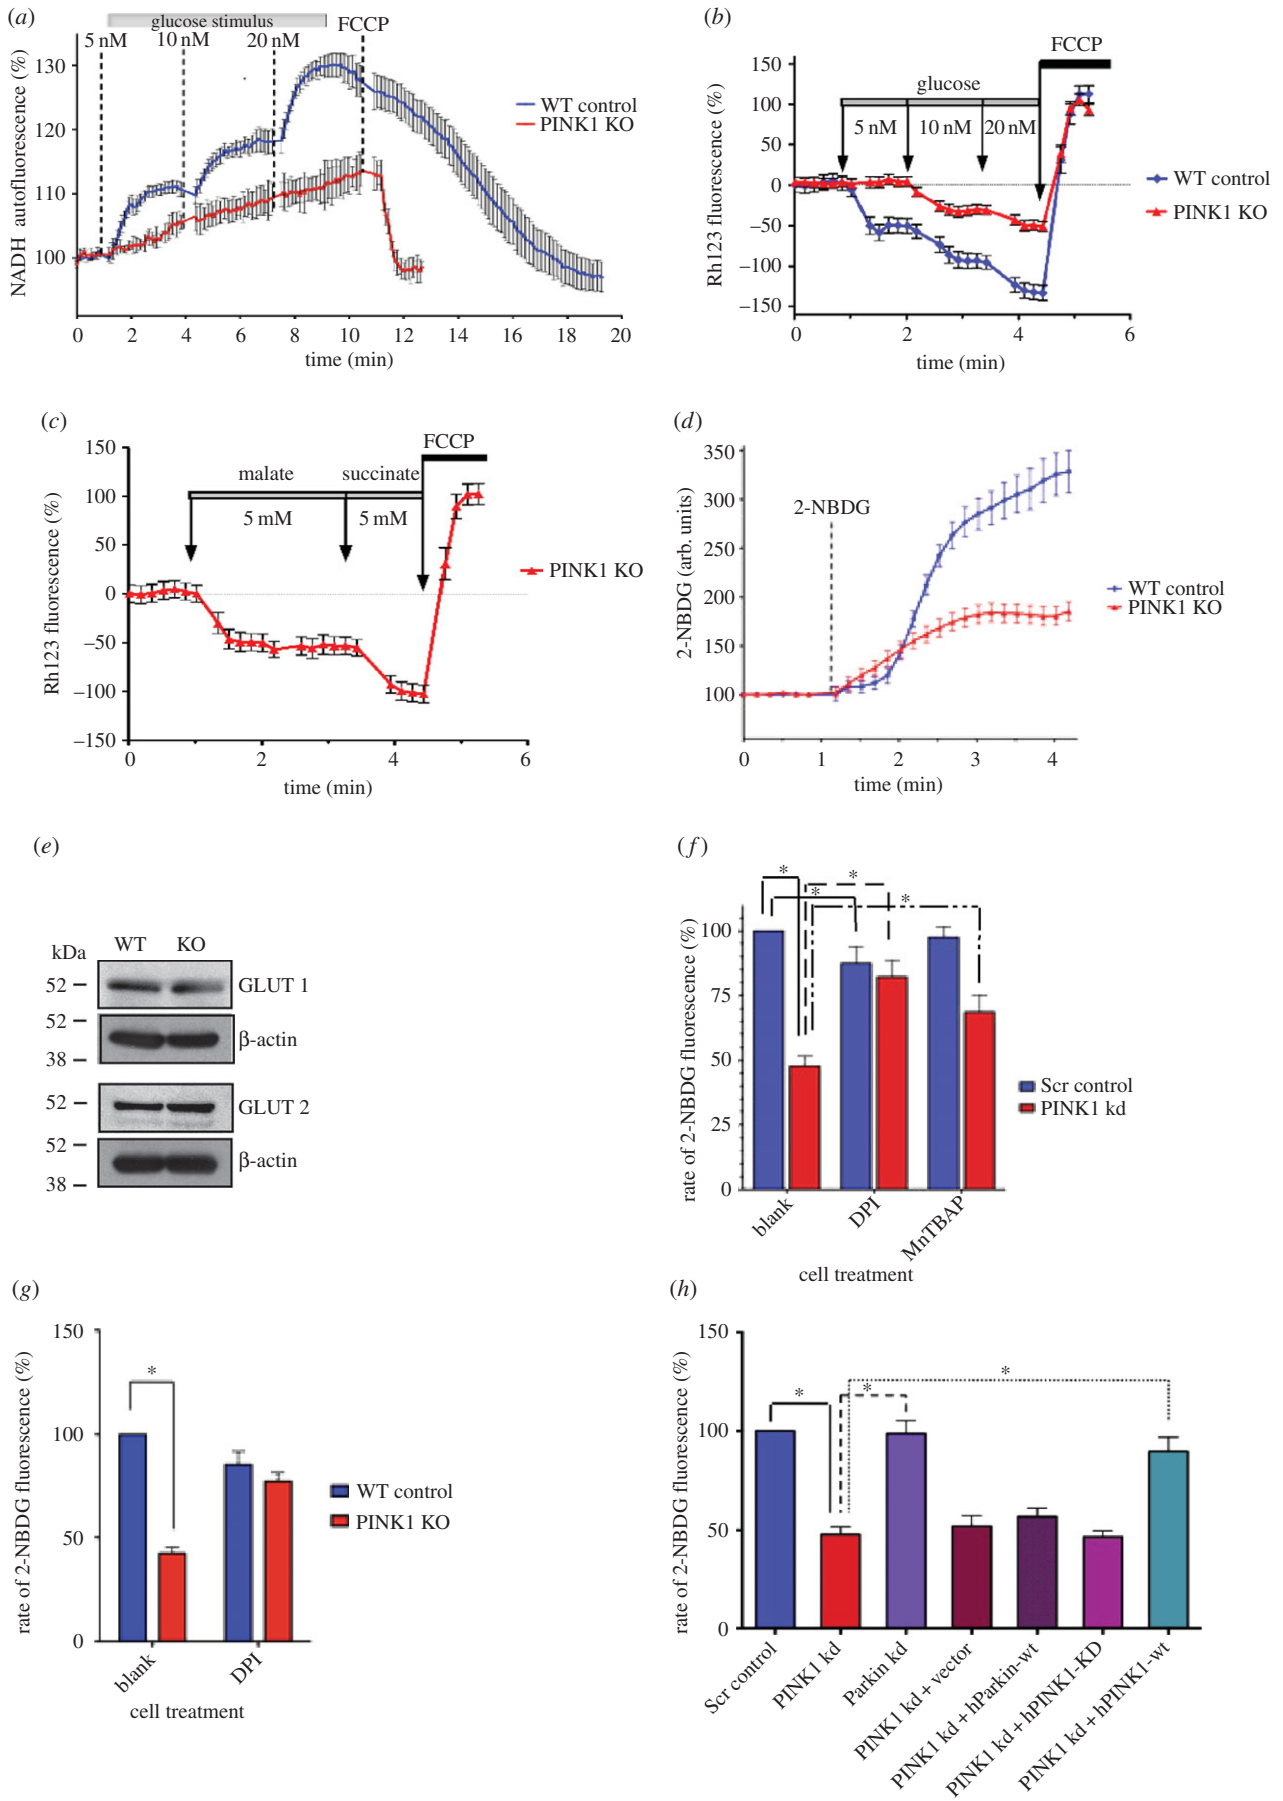 (a)
glucose stimulus
5 nM
10 nM
20 nM
FCCP
NADH autofluorescence (%)
130
120
110
100
0 2 4 6 8 10 12 14 16 18 20
time (min)
WT control
PINK1 KO
(b)
FCCP
glucose
5 nM
10 nM
20 nM
Rh123 fluorescence (%)
150
100
50
0
–50
–100
–150
0 2 4 6
time (min)
WT control
PINK1 KO
(c)
FCCP
malate
succinate
5 mM
5 mM
Rh123 fluorescence (%)
150
100
50
0
–50
–100
–150
0 2 4 6
time (min)
PINK1 KO
(d)
2-NBDG
2-NBDG (arb. units)
350
300
250
200
150
100
0 1 2 3 4
time (min)
WT control
PINK1 KO
(e)
kDa
WT KO
52
GLUT 1
52
β-actin
38
52
GLUT 2
52
β-actin
38
(f)
* * * *
rate of 2-NBDG fluorescence (%)
100
75
50
25
0
blank
DPI
MnTBAP
cell treatment
Scr control
PINK1 kd
(g)
*
rate of 2-NBDG fluorescence (%)
150
100
50
0
blank
DPI
cell treatment
WT control
PINK1 KO
(h)
* * *
rate of 2-NBDG fluorescence (%)
150
100
50
0
Scr control
PINK1 kd
Parkin kd
PINK1 kd + vector
PINK1 kd + hParkin-wt
PINK1 kd + hPINK1-KD
PINK1 kd + hPINK1-wt